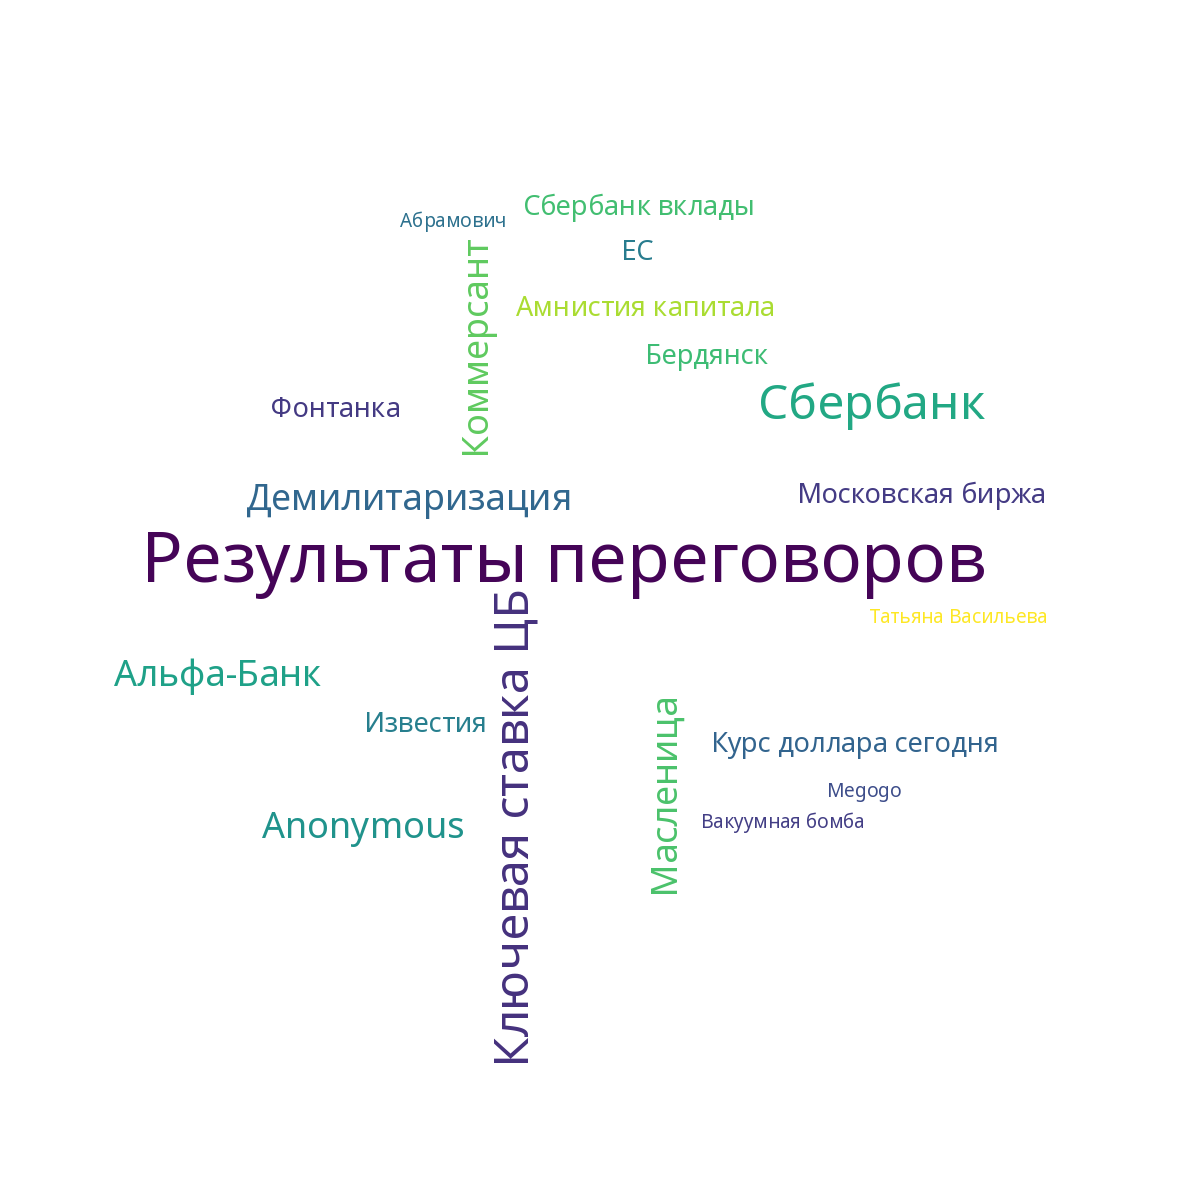 Сбербанк вклады
Абрамович
ЕС
Коммерсант
Амнистия капитала
Бердянск
Сбербанк
Фонтанка
Демилитаризация
Московская биржа
Результаты переговоров
Ключевая ставка ЦБ
Татьяна Васильева
Альфа-Банк
Известия
Масленица
Курс доллара сегодня
Megogo
Вакуумная бомба
Anonymous